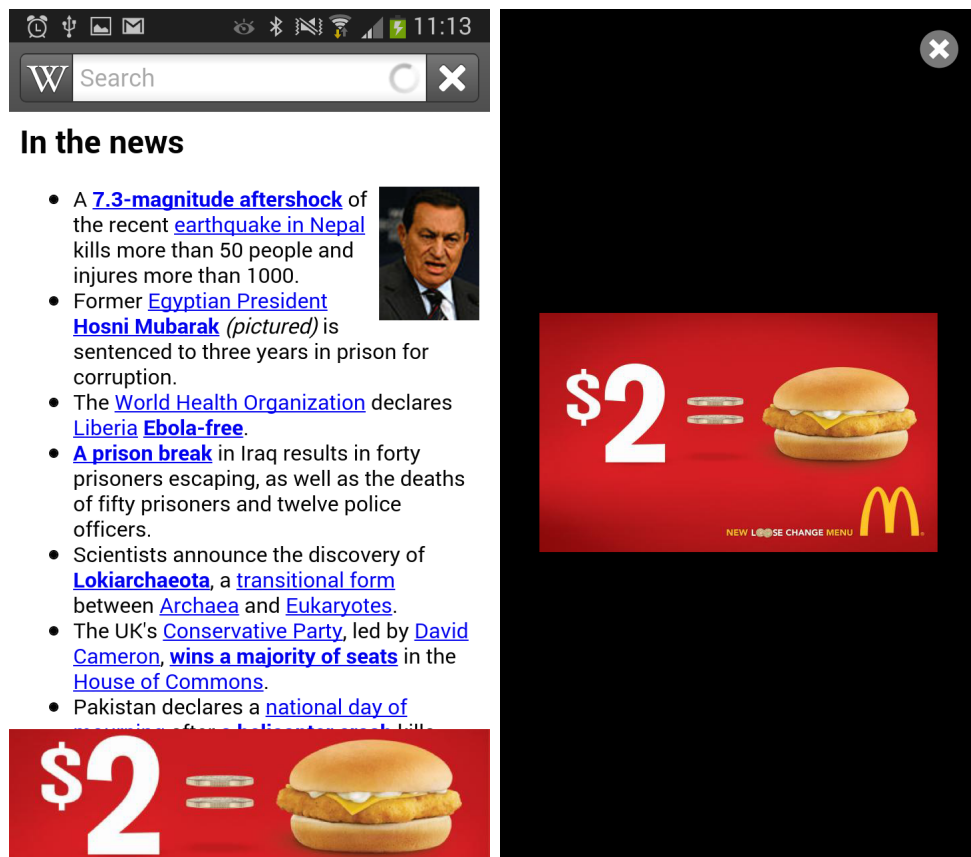 11:13
W Search
In the news
A 7.3-magnitude aftershock of
the recent earthquake in Nepal
kills more than 50 people and
injures more than 1000.
Former Egyptian President
Hosni Mubarak (pictured) is
sentenced to three years in prison for
corruption.
The World Health Organization declares
Liberia Ebola-free.
A prison break in Iraq results in forty
prisoners escaping, as well as the deaths
of fifty prisoners and twelve police
officers.
Scientists announce the discovery of
Lokiarchaeota, a transitional form
between Archaea and Eukaryotes.
The UK's Conservative Party, led by David
Cameron, wins a majority of seats in the
House of Commons.
Pakistan declares a national day of
mourning after a helicopter crash kills
$2 =
$2 =
NEW LOOSE CHANGE MENU